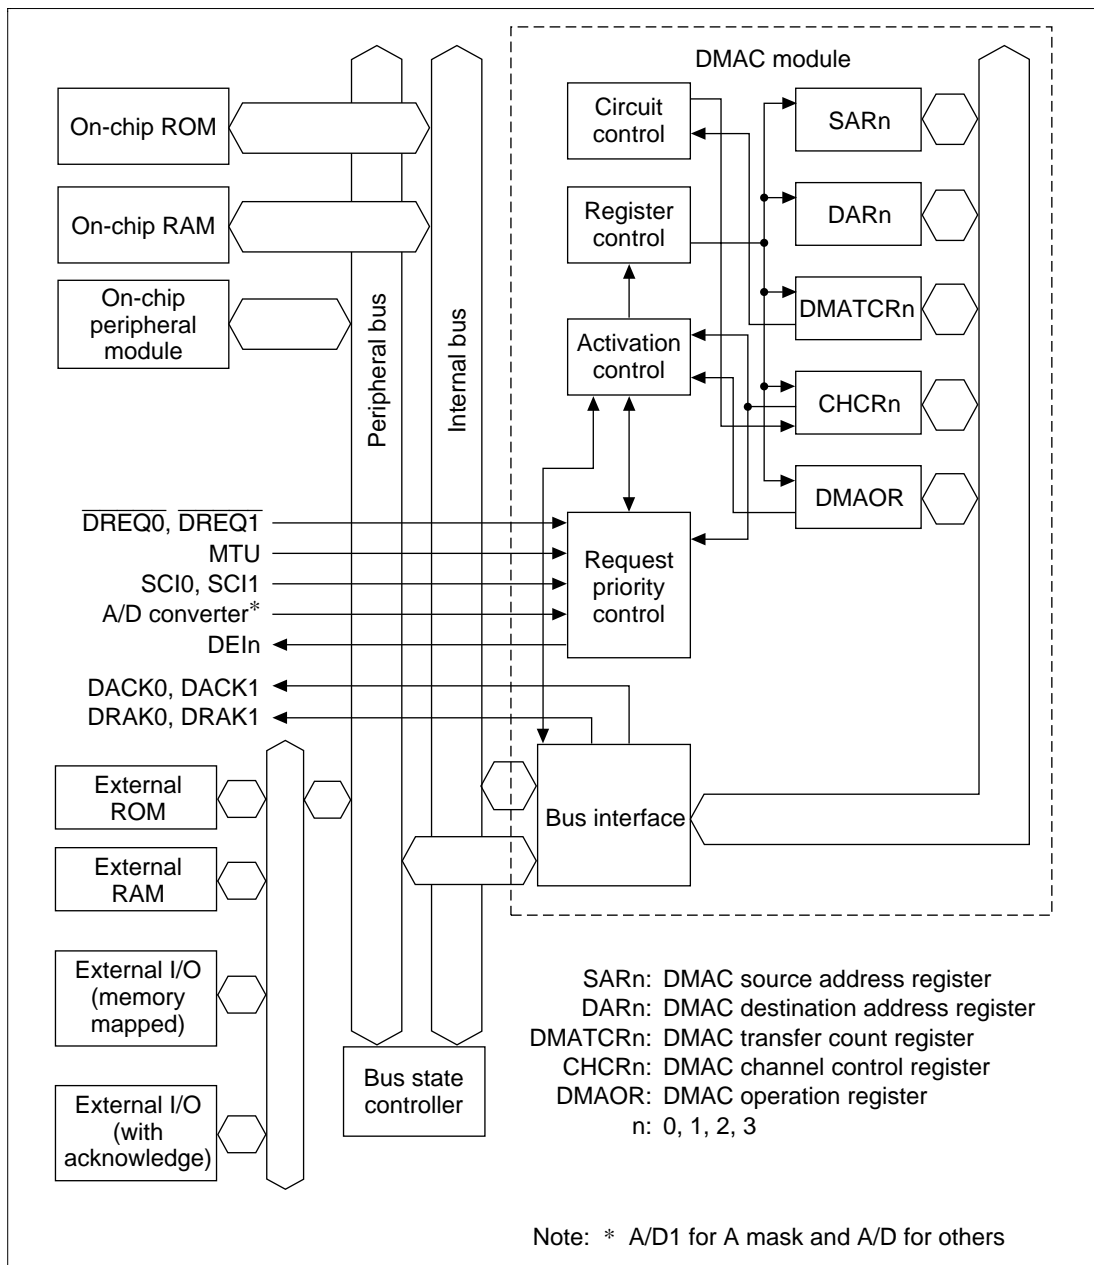 DMAC module
On-chip ROM
Circuit
control
SARn
On-chip RAM
Register
control
DARn
On-chip
peripheral
module
Peripheral bus
Internal bus
Activation
control
DMATCRn
CHCRn
DMAOR
DREQ0, DREQ1
MTU
SCI0, SCI1
A/D converter*
DEIn
Request
priority
control
DACK0, DACK1
DRAK0, DRAK1
External
ROM
Bus interface
External
RAM
External I/O
(memory
mapped)
External I/O
(with
acknowledge)
Bus state
controller
SARn: DMAC source address register
DARn: DMAC destination address register
DMATCRn: DMAC transfer count register
CHCRn: DMAC channel control register
DMAOR: DMAC operation register
n: 0, 1, 2, 3
Note: * A/D1 for A mask and A/D for others